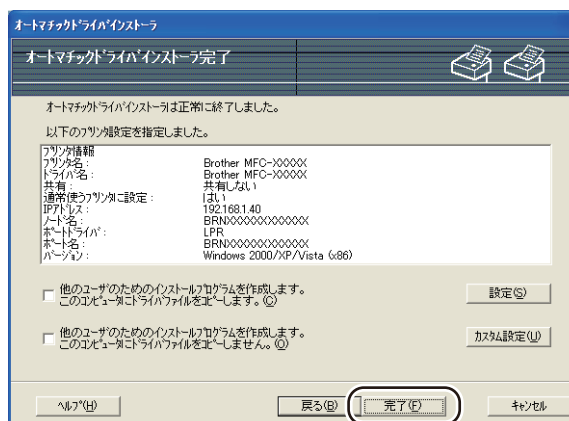 オートマチックドライバインストーラ
オートマチックドライバインストーラ完了
オートマチックドライバインストーラは正常に終了しました。
以下のプリンタ設定を指定しました。
プリンタ情報
プリンタ名: Brother MFC-XXXXX
ドライバ名: Brother MFC-XXXXX
共有: 共有しない
通常使うプリンタに設定: はい
IPアドレス: 192.168.1.40
ノード名: BRNXXXXXXXXXXXX
ポートドライバ: LPR
ポート名: BRNXXXXXXXXXXXX
バージョン: Windows 2000/XP/Vista (x86)
他のユーザのためのインストールプログラムを作成します。
このコンピュータにドライバファイルをコピーします。(C)
設定(S)
他のユーザのためのインストールプログラムを作成します。
このコンピュータにドライバファイルをコピーしません。(O)
カスタム設定(U)
ヘルプ(H)
戻る(B)
完了(F)
キャンセル